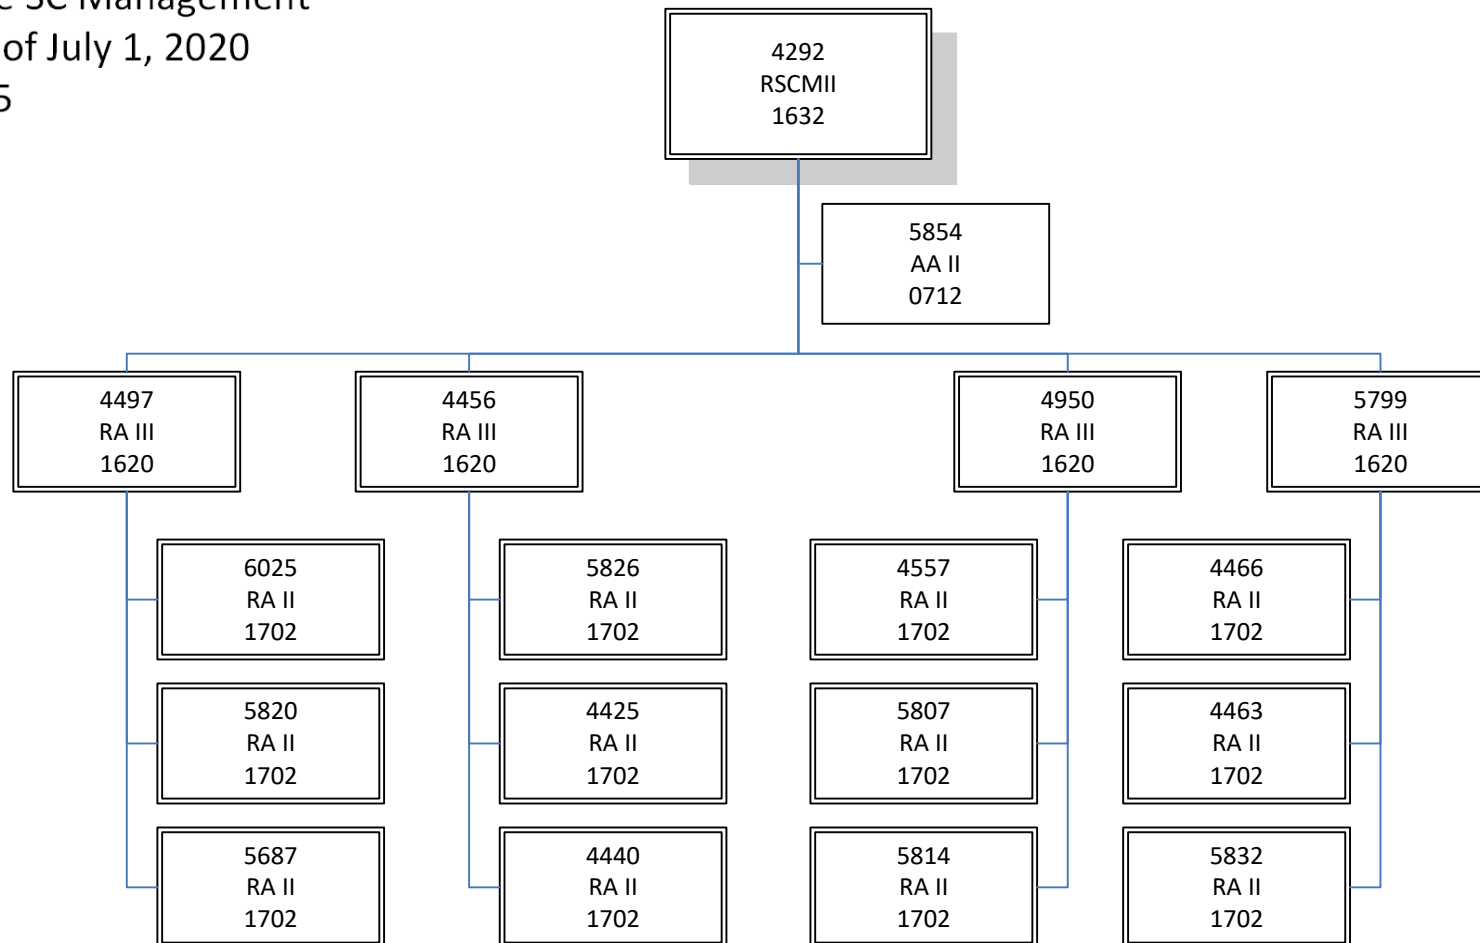 SC Management
of July 1, 2020
5
4292
RSCMII
1632
5854
AA II
0712
4497
RA III
1620
4456
RA III
1620
4950
RA III
1620
5799
RA III
1620
6025
RA II
1702
5826
RA II
1702
4557
RA II
1702
4466
RA II
1702
5820
RA II
1702
4425
RA II
1702
5807
RA II
1702
4463
RA II
1702
5687
RA II
1702
4440
RA II
1702
5814
RA II
1702
5832
RA II
1702